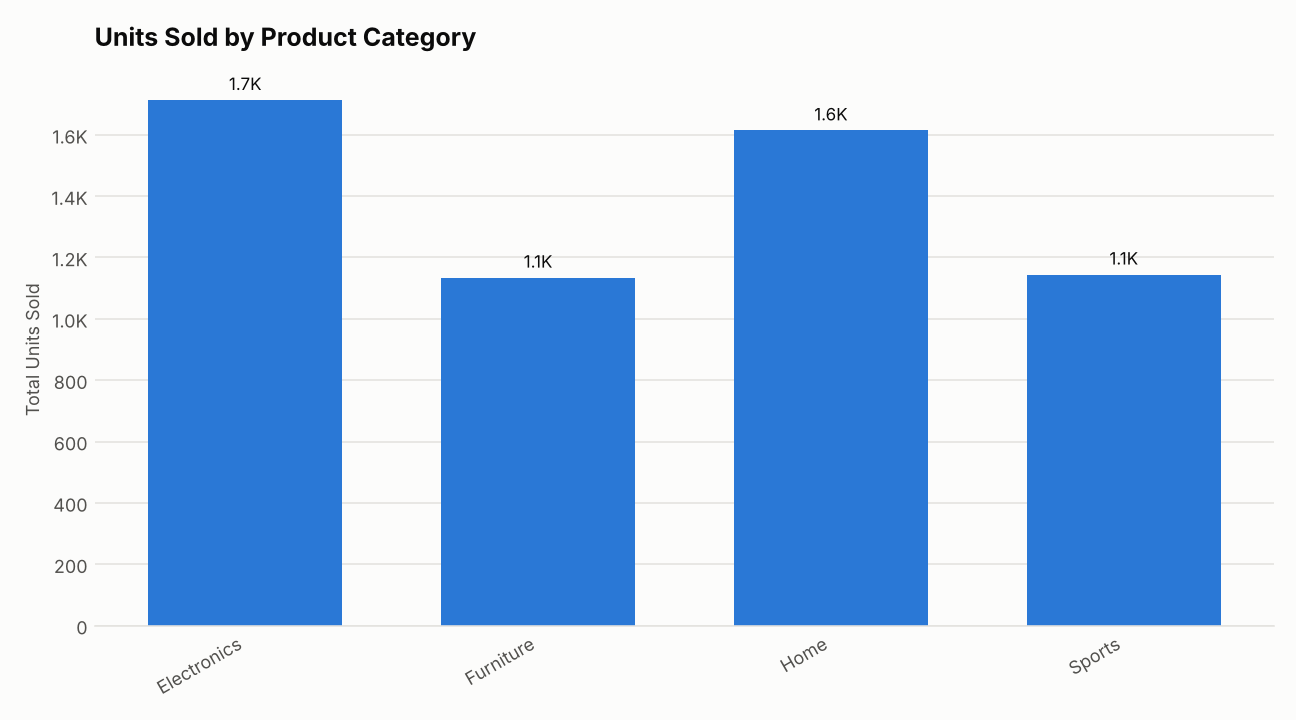 Units Sold by Product Category
Total Units Sold
1.6K
1.4K
1.2K
1.0K
800
600
400
200
0
1.7K
1.1K
1.6K
1.1K
Electronics
Furniture
Home
Sports